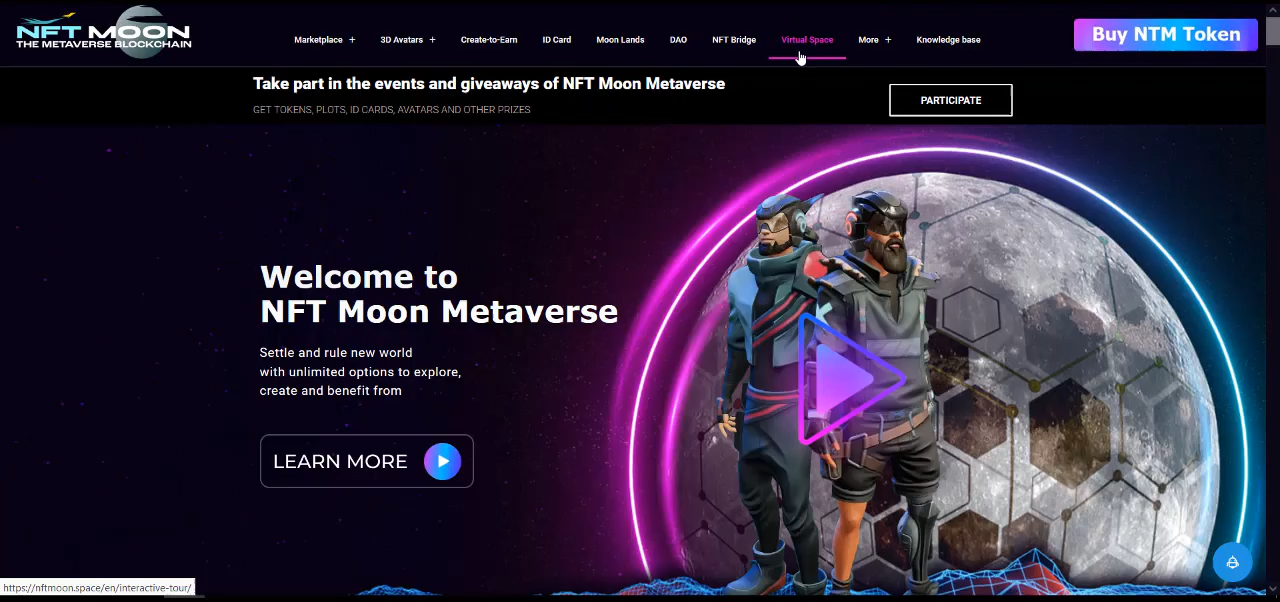 NFT MOON
THE METAVERSE BLOCKCHAIN
Marketplace +
3D Avatars +
Create-to-Earn
ID Card
Moon Lands
DAO
NFT Bridge
Virtual Space
More +
Knowledge base
Buy NTM Token
Take part in the events and giveaways of NFT Moon Metaverse
GET TOKENS, PLOTS, ID CARDS, AVATARS AND OTHER PRIZES
PARTICIPATE
Welcome to
NFT Moon Metaverse
Settle and rule new world
with unlimited options to explore,
create and benefit from
LEARN MORE
https://nftmoon.space/en/interactive-tour/